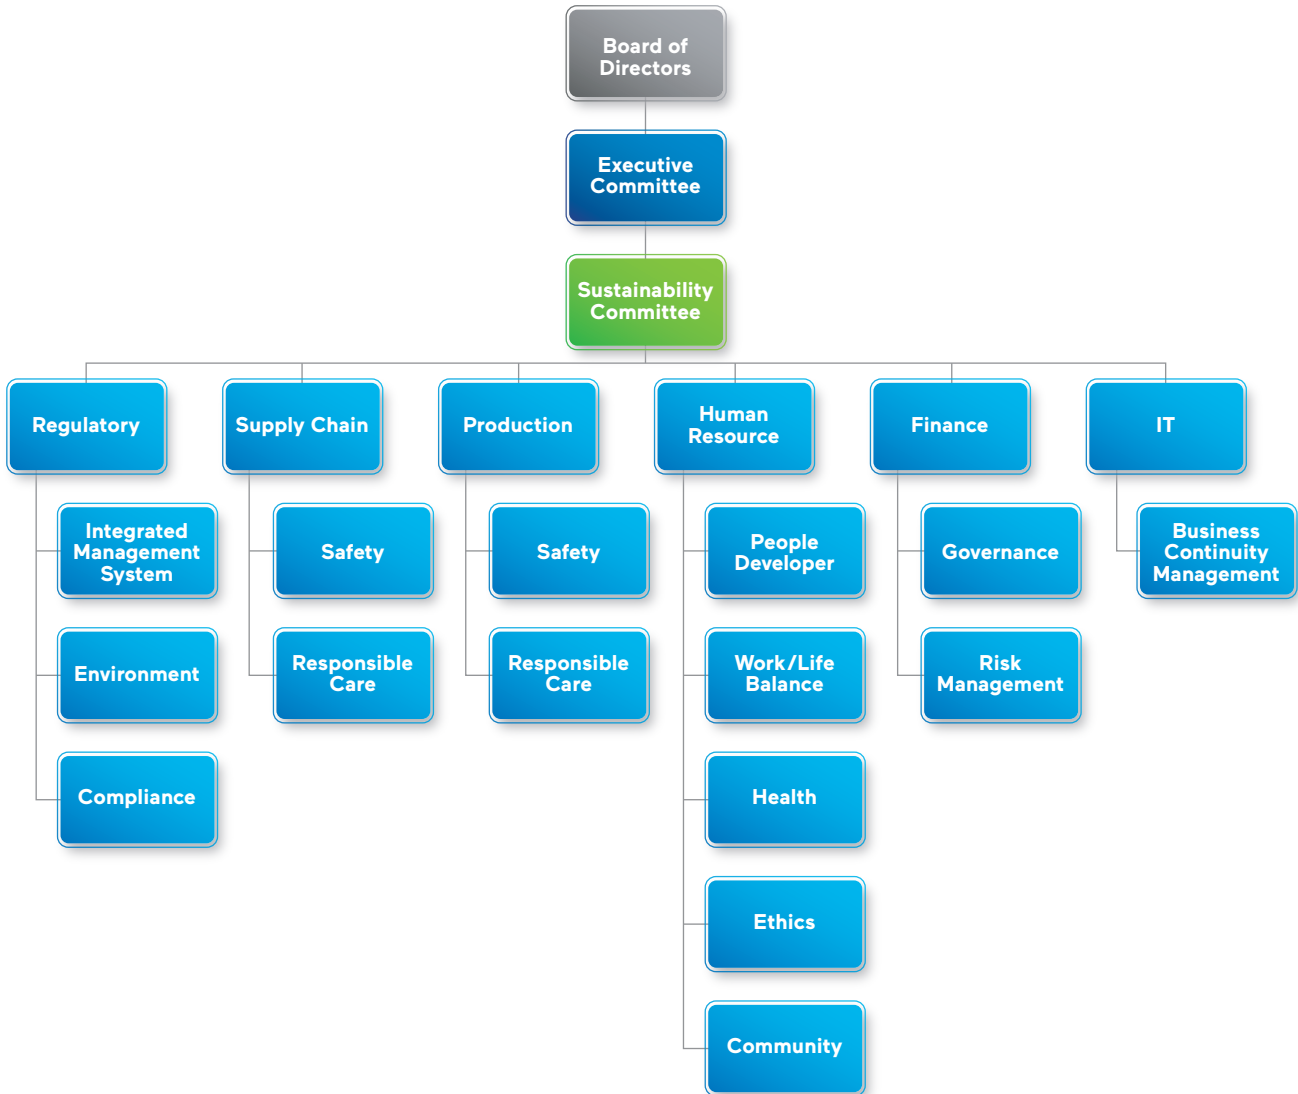 Board of
Directors
Executive
Committee
Sustainability
Committee
Regulatory
Supply Chain
Production
Human
Resource
Finance
IT
Integrated
Management
System
Safety
Safety
People
Developer
Governance
Business
Continuity
Management
Environment
Responsible
Care
Responsible
Care
Work/Life
Balance
Risk
Management
Compliance
Health
Ethics
Community